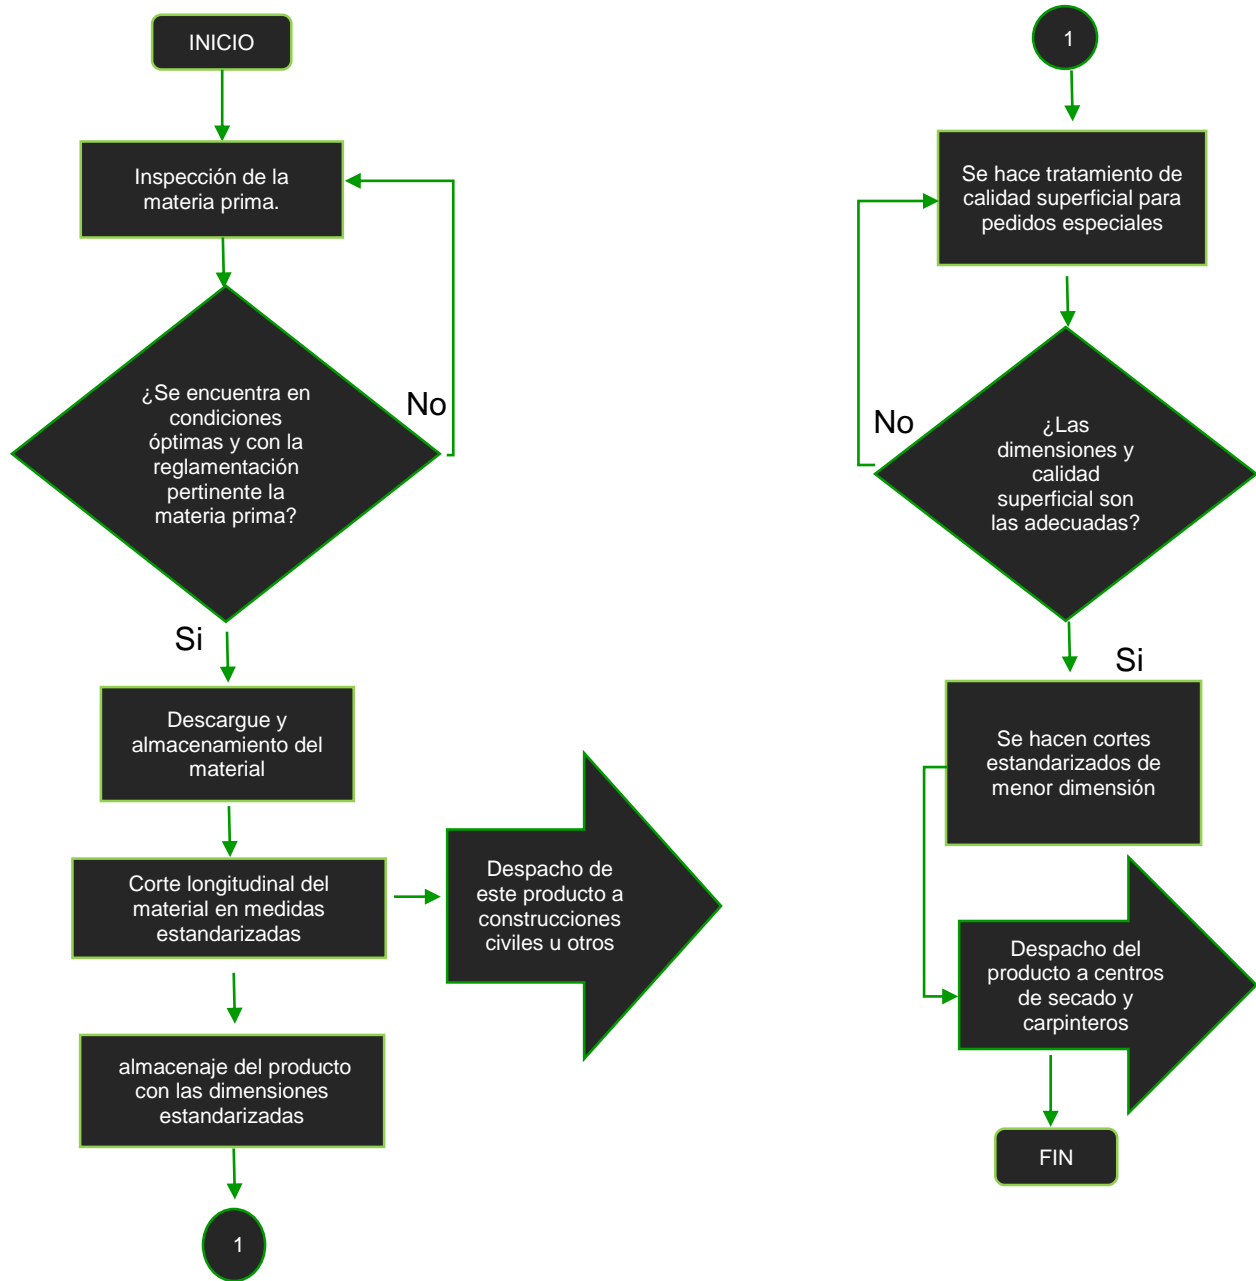 INICIO
Inspección de la
materia prima.
¿Se encuentra en
condiciones
óptimas y con la
reglamentación
pertinente la
materia prima?
No
Si
Descargue y
almacenamiento del
material
Corte longitudinal del
material en medidas
estandarizadas
Despacho de
este producto a
construcciones
civiles u otros
almacenaje del producto
con las dimensiones
estandarizadas
1
1
Se hace tratamiento de
calidad superficial para
pedidos especiales
No
¿Las
dimensiones y
calidad
superficial son
las adecuadas?
Si
Se hacen cortes
estandarizados de
menor dimensión
Despacho del
producto a centros
de secado y
carpinteros
FIN